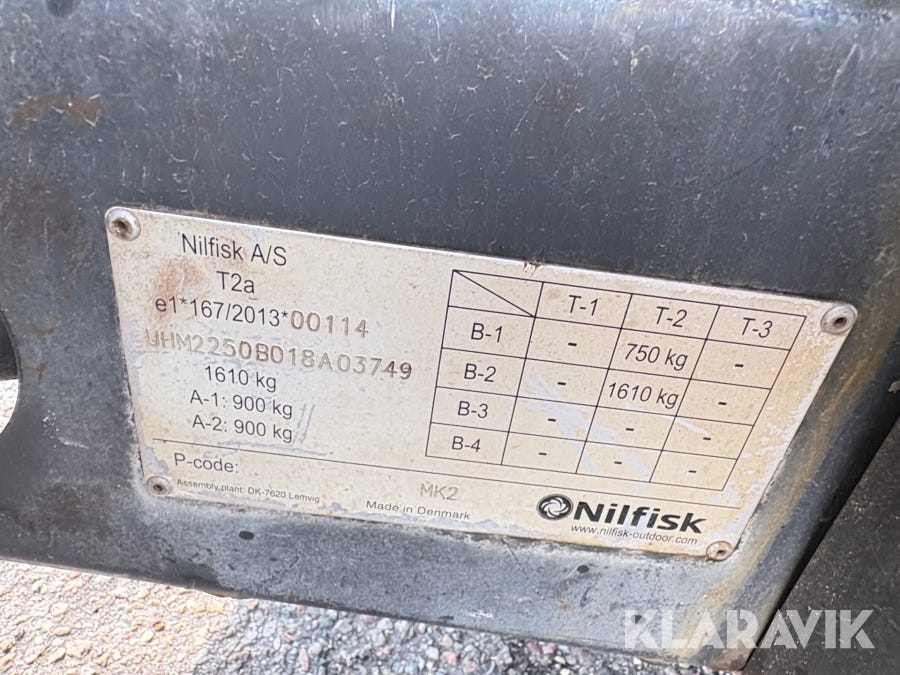 Nilfisk A/S
T2a
e1*167/2013*00114
UHM2250B018A03749
1610 kg
A-1: 900 kg
A-2: 900 kg
T-1 T-2 T-3
B-1 - 750 kg -
B-2 - 1610 kg -
B-3 - - -
B-4 - - -
P-code: MK2
Assembly plant: DK-7620 Lemvig
Made in Denmark
Nilfisk
www.nilfisk-outdoor.com
KLARAVIK